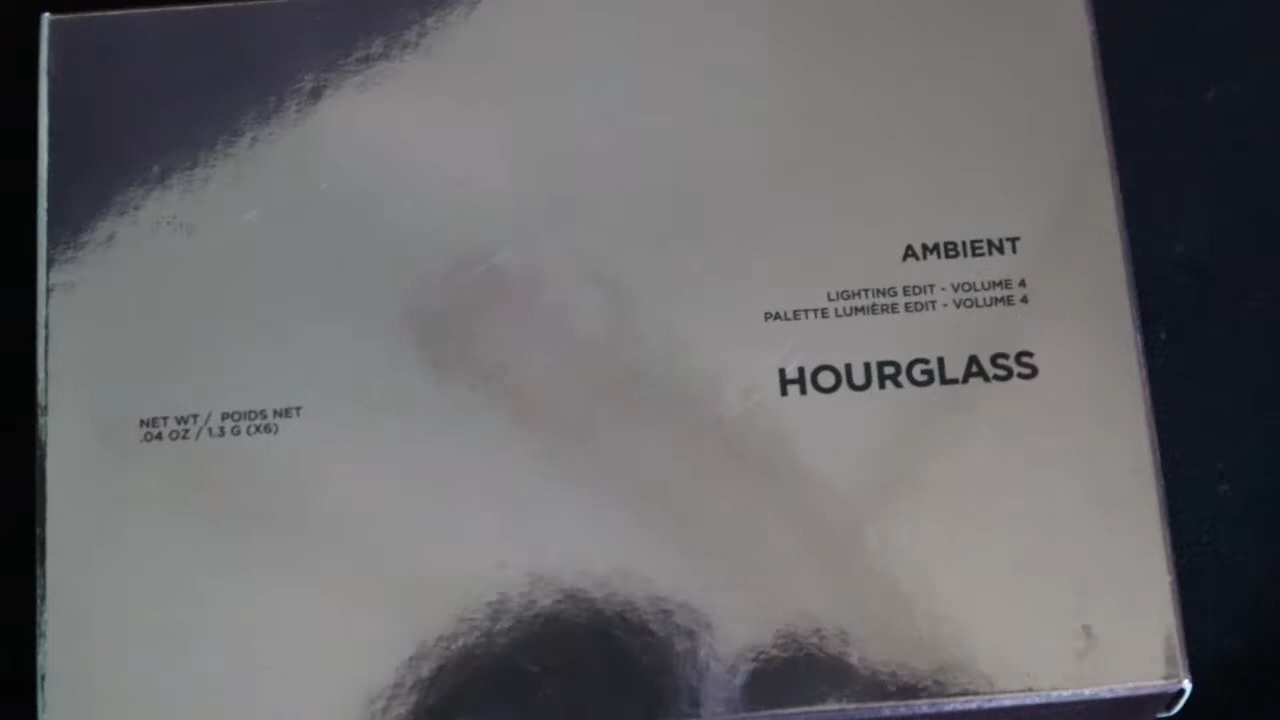 AMBIENT
LIGHTING EDIT - VOLUME 4
PALETTE LUMIÈRE EDIT - VOLUME 4
HOURGLASS
NET WT / POIDS NET
.04 OZ / 1.3 G (X6)